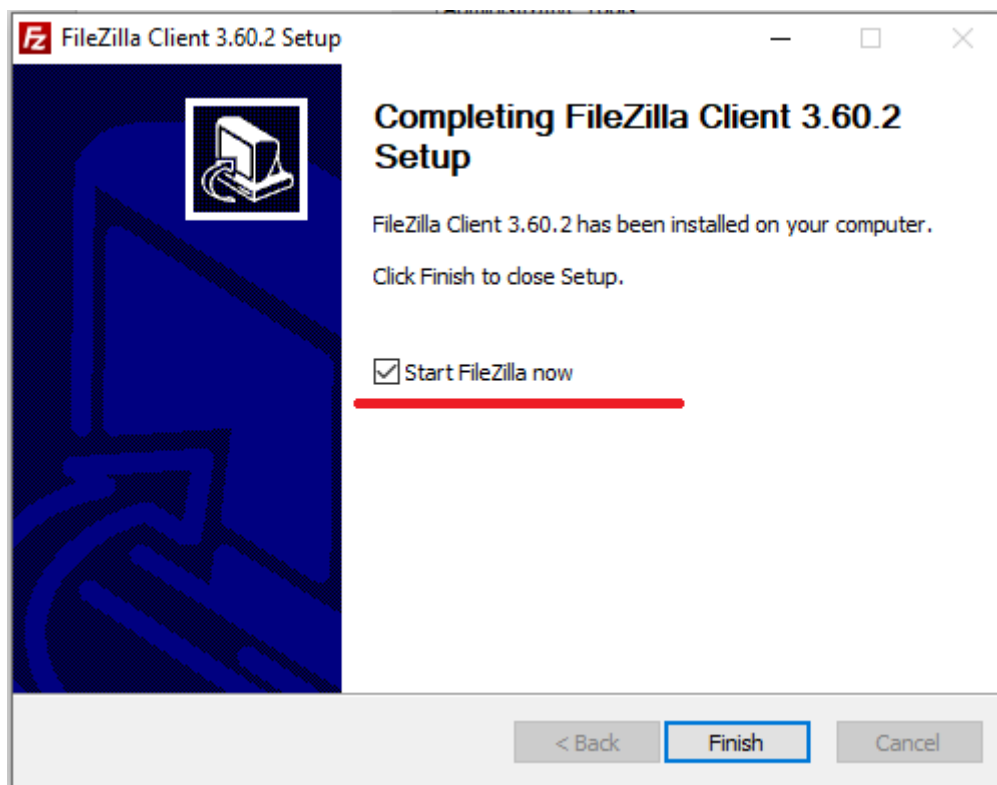 FileZilla Client 3.60.2 Setup
Completing FileZilla Client 3.60.2
Setup
FileZilla Client 3.60.2 has been installed on your computer.
Click Finish to close Setup.
Start FileZilla now
< Back
Finish
Cancel